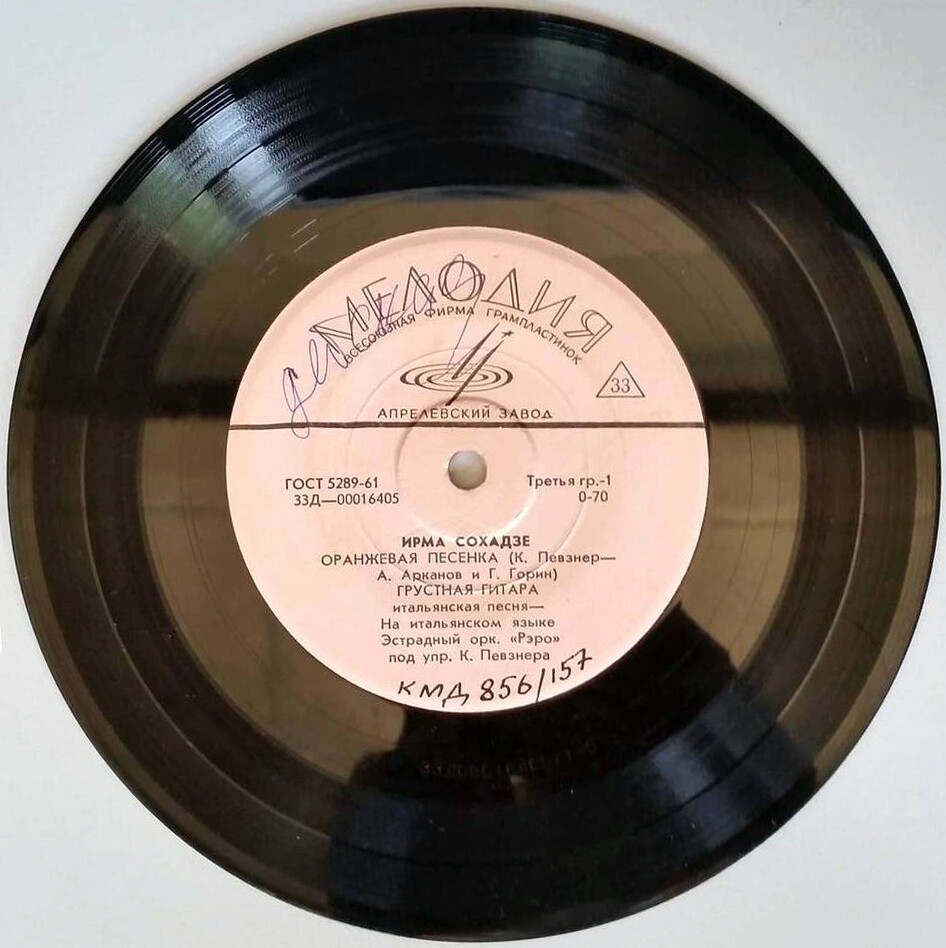 МЕЛОДИЯ
ВСЕСОЮЗНАЯ ФИРМА ГРАМПЛАСТИНОК
33
АПРЕЛЕВСКИЙ ЗАВОД
ГОСТ 5289-61
Третья гр.-1
33Д—00016405
0-70
ИРМА СОХАДЗЕ
ОРАНЖЕВАЯ ПЕСЕНКА (К. Певзнер—
А. Арканов и Г. Горин)
ГРУСТНАЯ ГИТАРА
итальянская песня—
На итальянском языке
Эстрадный орк. «Рэро»
под упр. К. Певзнера
КМД 856/157